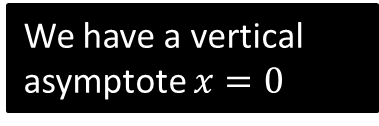 We have a vertical
asymptote x = 0